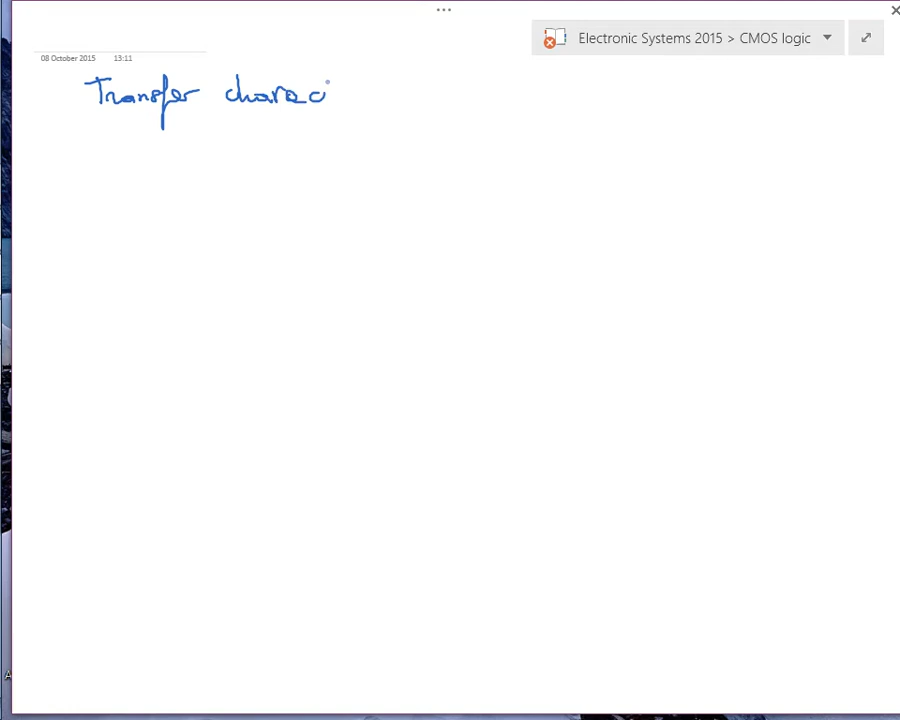 Electronic Systems 2015 > CMOS logic
08 October 2015 13:11
Transfer charac